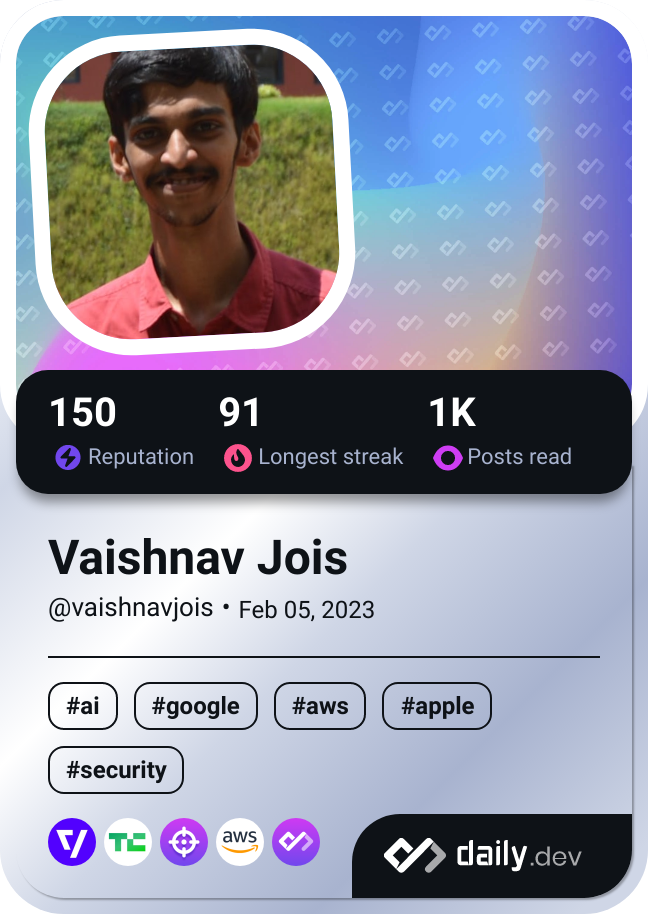 150 91 1K
Reputation Longest streak Posts read
Vaishnav Jois
@vaishnavjois • Feb 05, 2023
#ai #google #aws #apple
#security
TC aws daily.dev